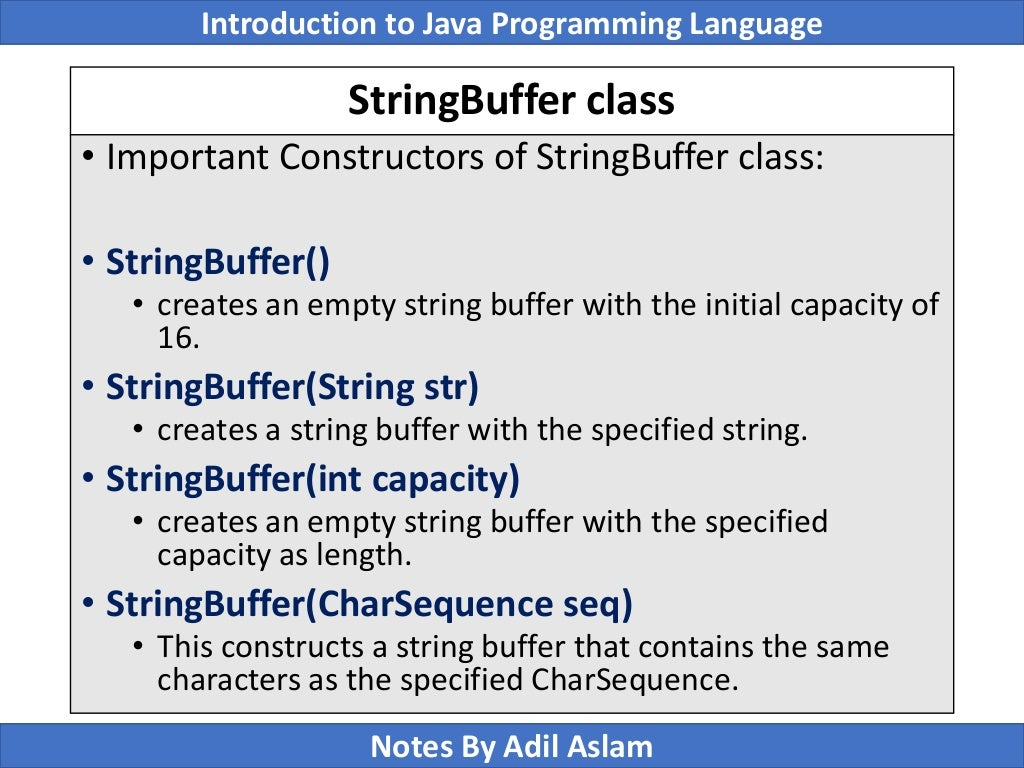 Introduction to Java Programming Language
StringBuffer class
• Important Constructors of StringBuffer class:
• StringBuffer()
• creates an empty string buffer with the initial capacity of
16.
• StringBuffer(String str)
• creates a string buffer with the specified string.
• StringBuffer(int capacity)
• creates an empty string buffer with the specified
capacity as length.
• StringBuffer(CharSequence seq)
• This constructs a string buffer that contains the same
characters as the specified CharSequence.
Notes By Adil Aslam